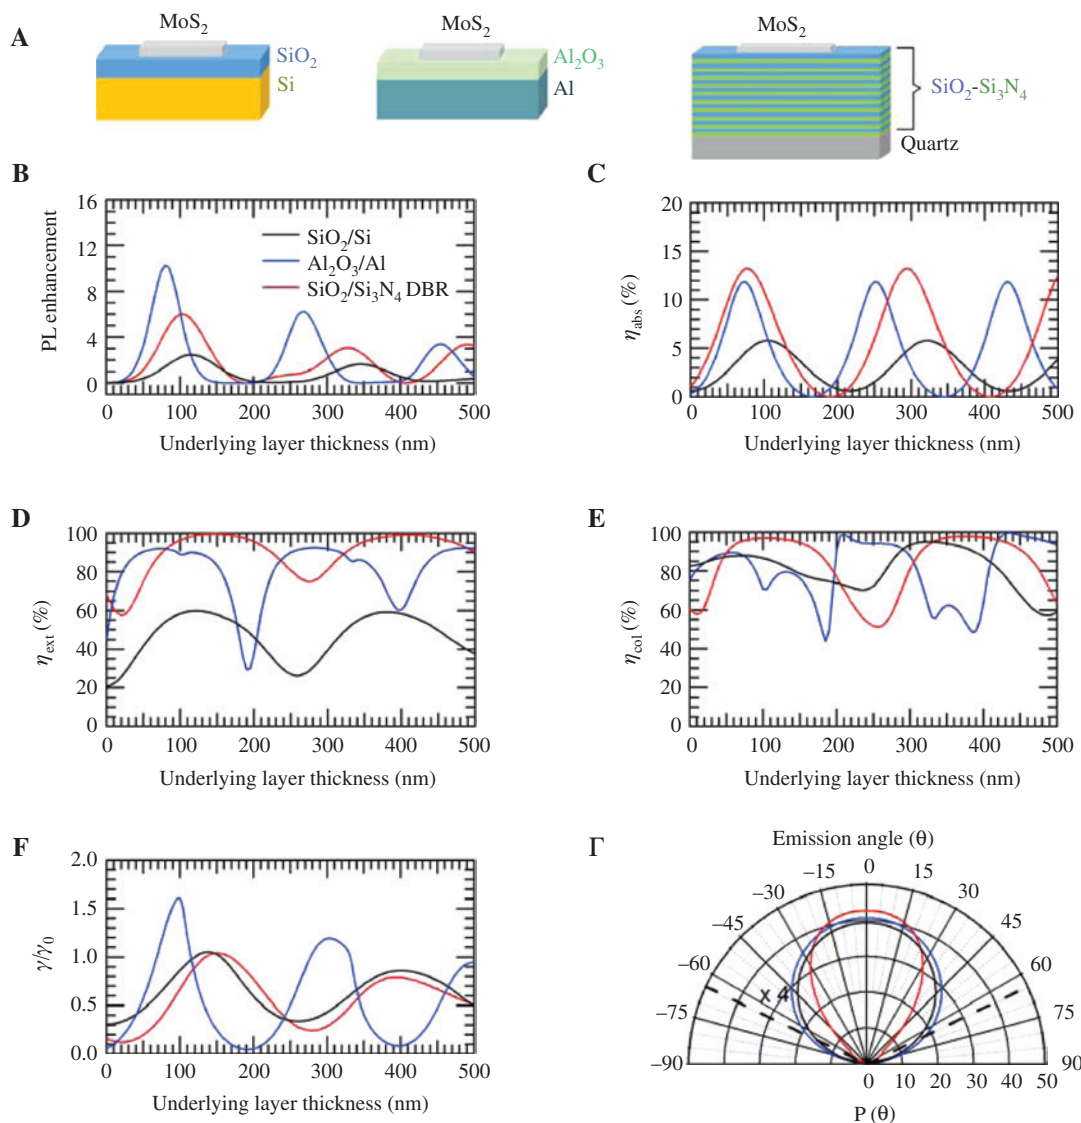 A
MoS2
SiO2
Si
MoS2
Al2O3
Al
MoS2
SiO2-Si3N4
Quartz
B
PL enhancement
16
12
8
4
0
SiO2/Si
Al2O3/Al
SiO2/Si3N4 DBR
0 100 200 300 400 500
Underlying layer thickness (nm)
C
ηabs (%)
20
15
10
5
0
0 100 200 300 400 500
Underlying layer thickness (nm)
D
ηext (%)
100
80
60
40
20
0
0 100 200 300 400 500
Underlying layer thickness (nm)
E
ηcol (%)
100
80
60
40
20
0
0 100 200 300 400 500
Underlying layer thickness (nm)
F
γ/γ0
2.0
1.5
1.0
0.5
0.0
0 100 200 300 400 500
Underlying layer thickness (nm)
Γ
Emission angle (θ)
–90 –75 –60 –45 –30 –15 0 15 30 45 60 75 90
x 4
0 10 20 30 40 50
P (θ)